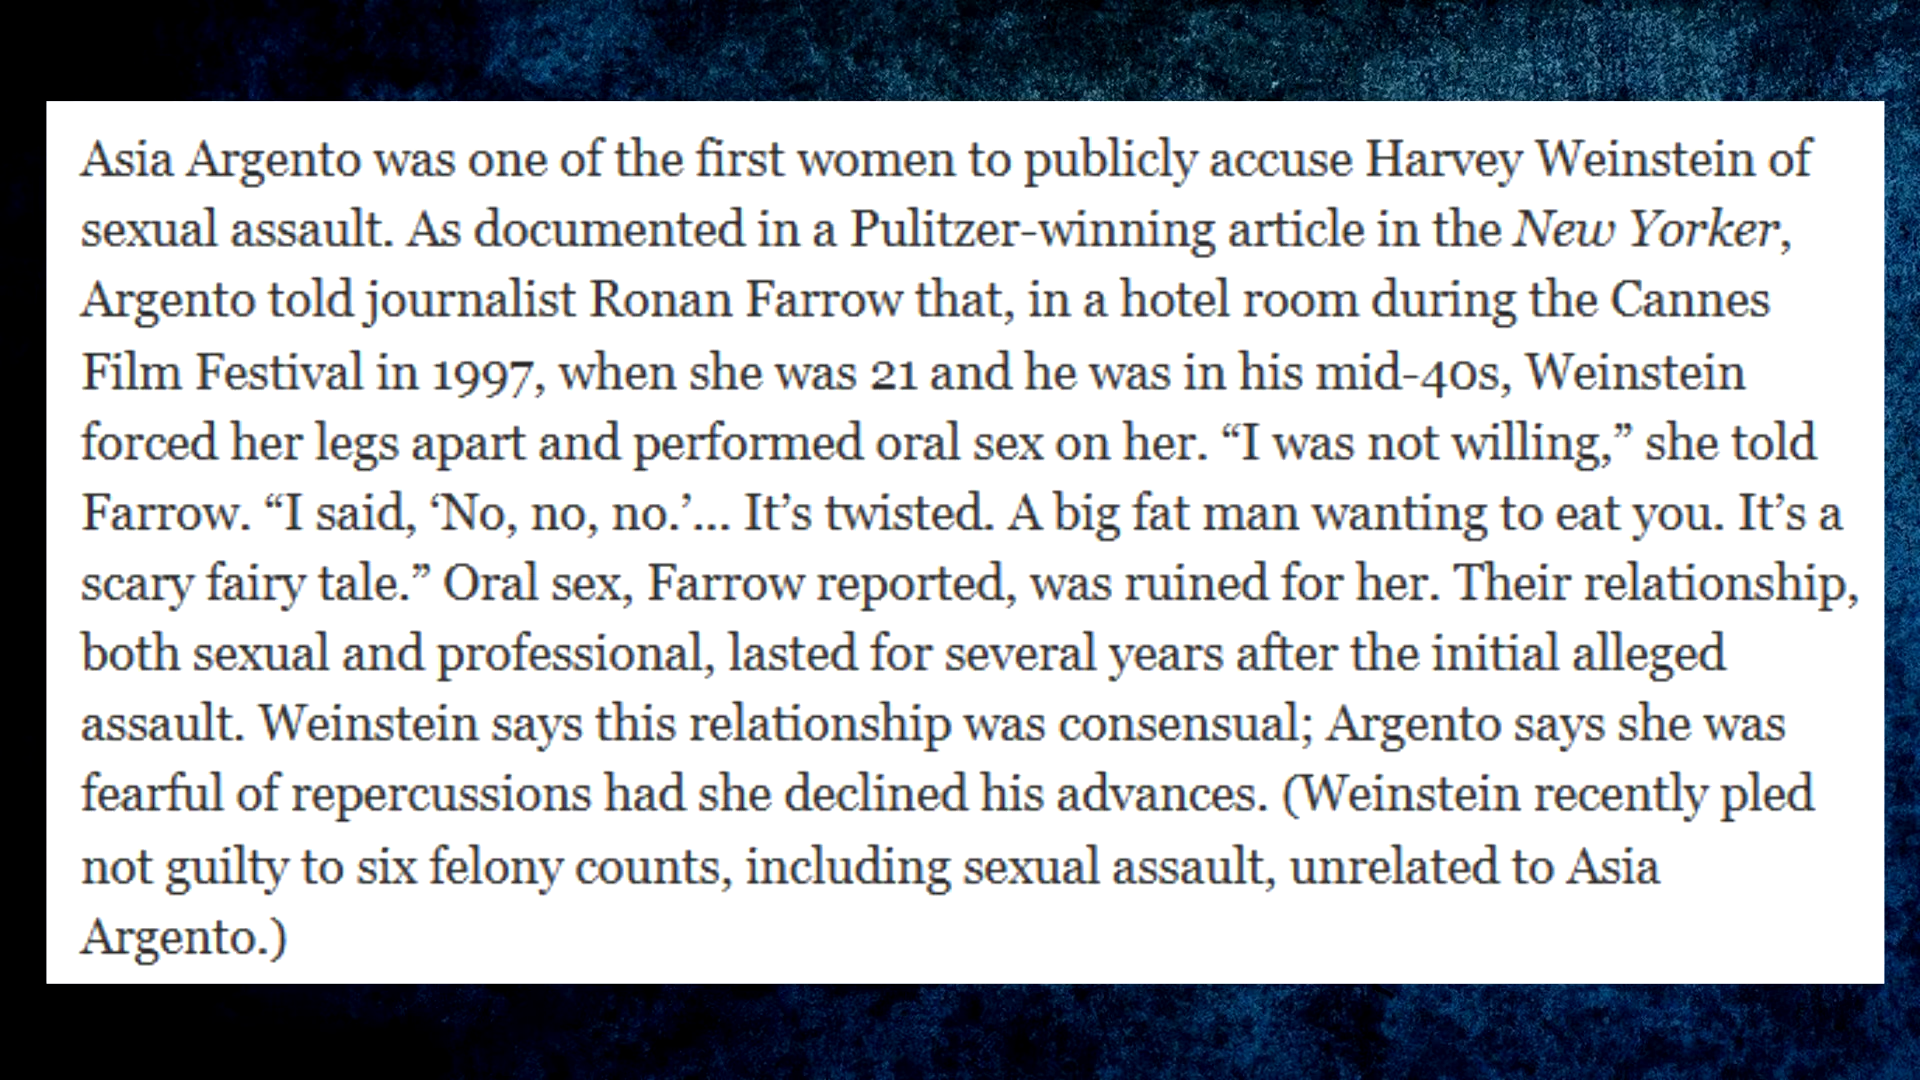 Asia Argento was one of the first women to publicly accuse Harvey Weinstein of
sexual assault. As documented in a Pulitzer-winning article in the New Yorker,
Argento told journalist Ronan Farrow that, in a hotel room during the Cannes
Film Festival in 1997, when she was 21 and he was in his mid-40s, Weinstein
forced her legs apart and performed oral sex on her. “I was not willing,” she told
Farrow. “I said, ‘No, no, no.’... It’s twisted. A big fat man wanting to eat you. It’s a
scary fairy tale.” Oral sex, Farrow reported, was ruined for her. Their relationship,
both sexual and professional, lasted for several years after the initial alleged
assault. Weinstein says this relationship was consensual; Argento says she was
fearful of repercussions had she declined his advances. (Weinstein recently pled
not guilty to six felony counts, including sexual assault, unrelated to Asia
Argento.)